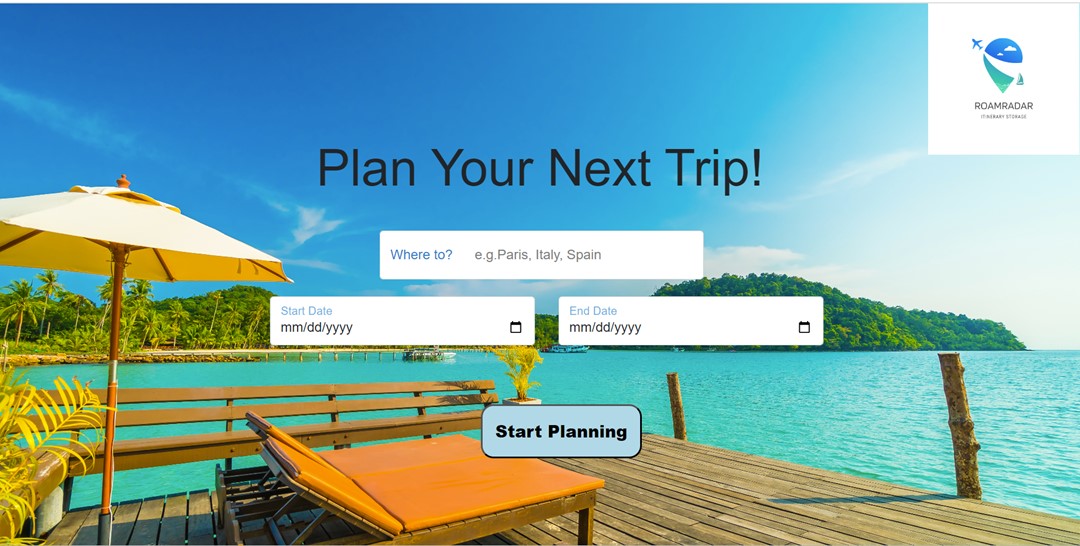 ROAMRADAR
ITINERARY STORAGE
Plan Your Next Trip!
Where to? e.g.Paris, Italy, Spain
Start Date
mm/dd/yyyy
End Date
mm/dd/yyyy
Start Planning